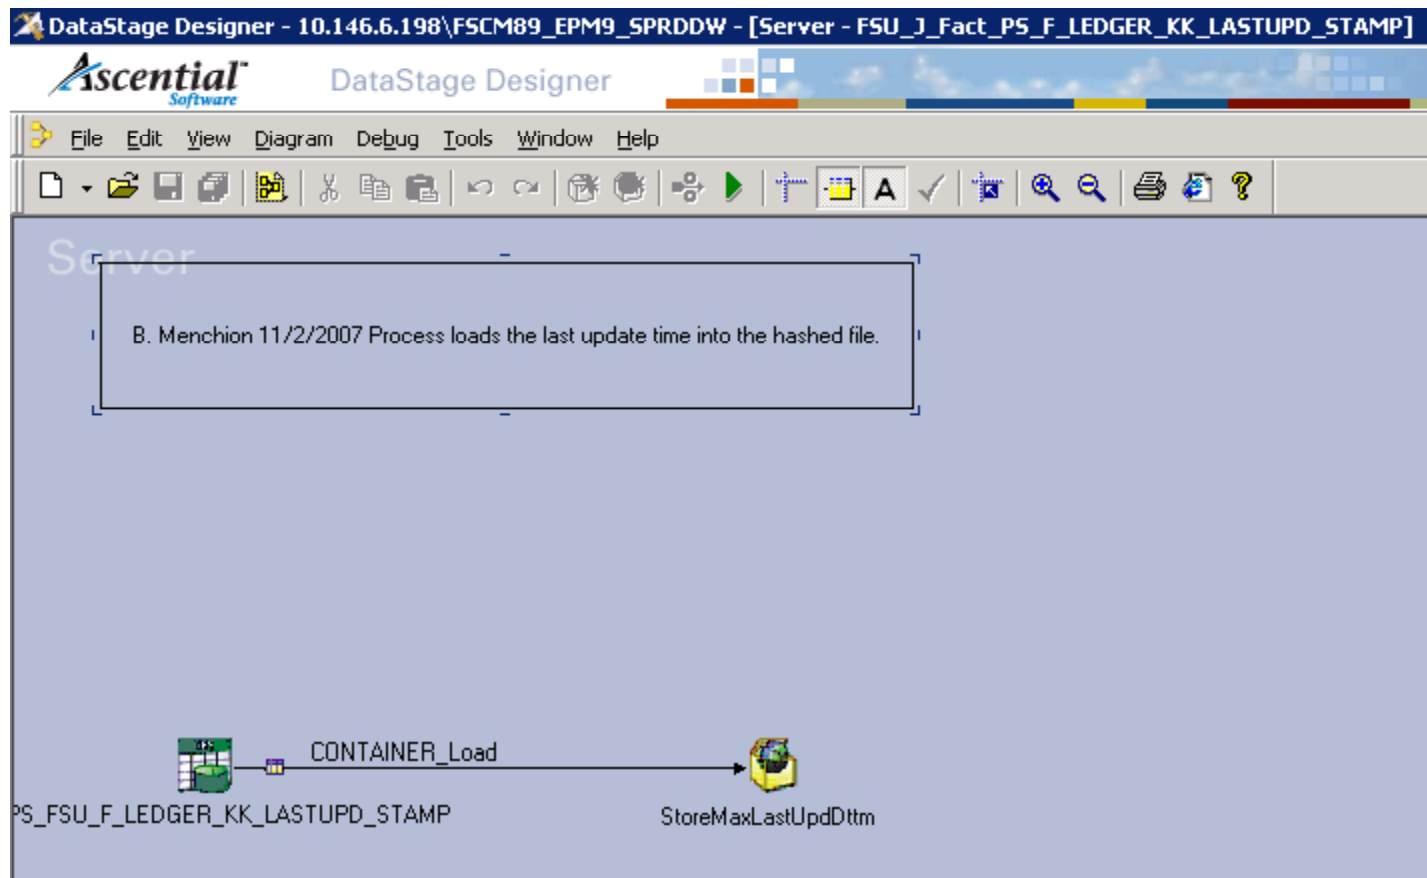 DataStage Designer - 10.146.6.198\FSCM89_EPM9_SPRDDW - [Server - FSU_J_Fact_PS_F_LEDGER_KK_LASTUPD_STAMP]
Ascential Software DataStage Designer
File Edit View Diagram Debug Tools Window Help
A
Server
B. Menchion 11/2/2007 Process loads the last update time into the hashed file.
CONTAINER_Load
PS_FSU_F_LEDGER_KK_LASTUPD_STAMP StoreMaxLastUpdDttm